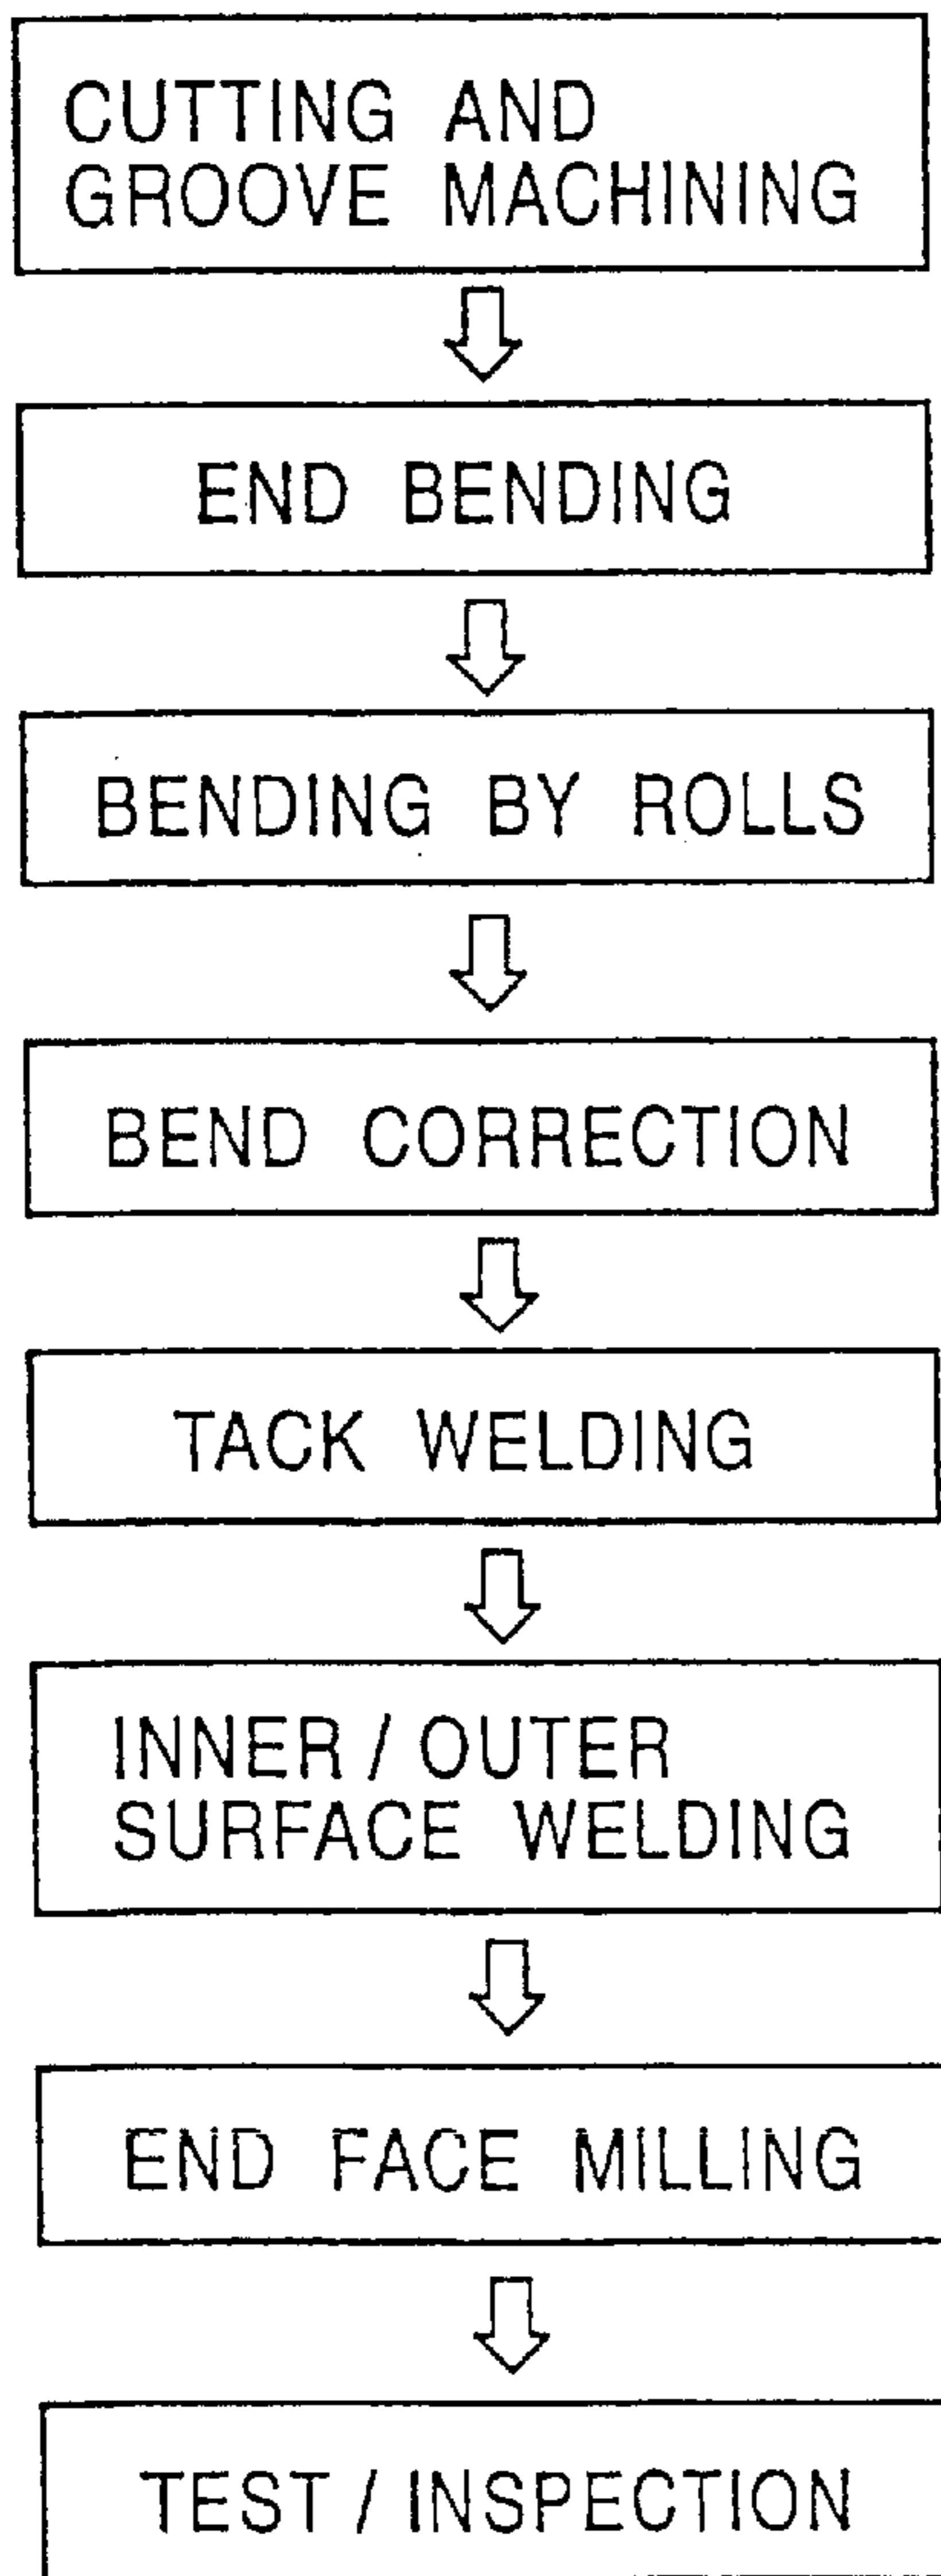 CUTTING AND
GROOVE MACHINING
END BENDING
BENDING BY ROLLS
BEND CORRECTION
TACK WELDING
INNER / OUTER
SURFACE WELDING
END FACE MILLING
TEST / INSPECTION